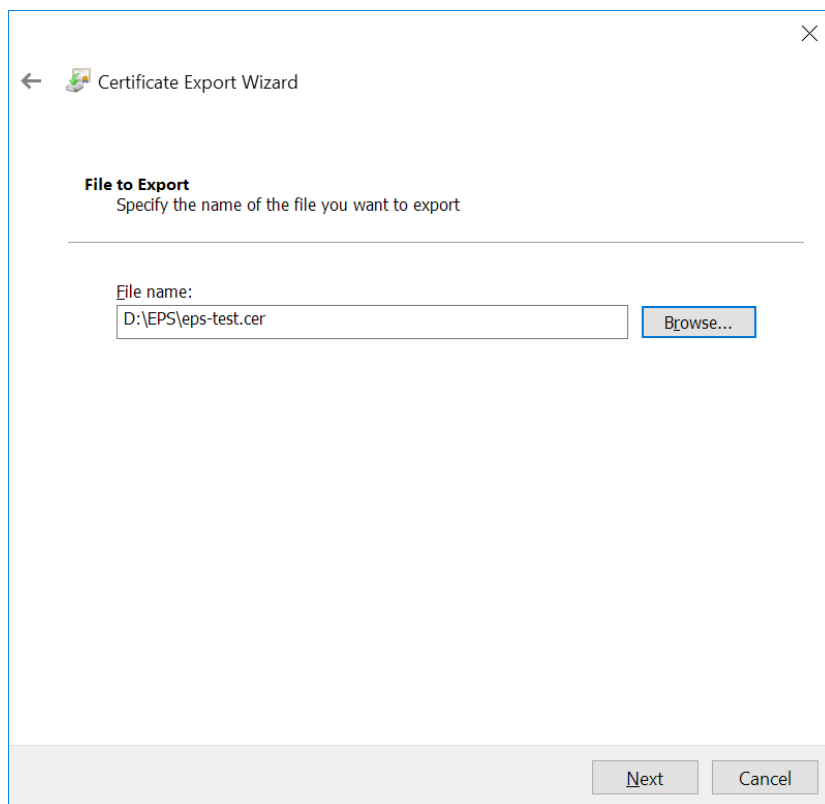 Certificate Export Wizard
File to Export
Specify the name of the file you want to export
File name:
D:\EPS\eps-test.cer
Browse...
Next
Cancel